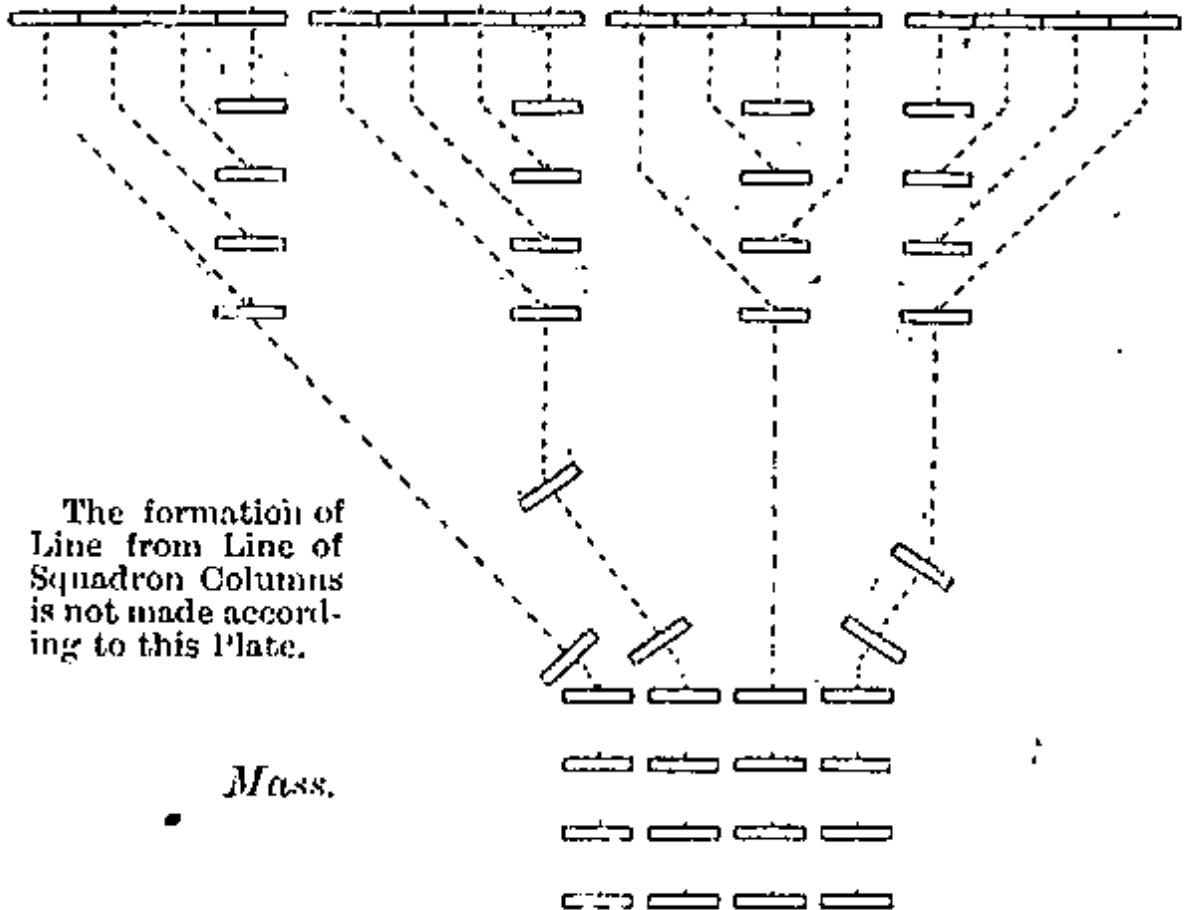 The formation of
Line from Line of
Squadron Columns
is not made accord-
ing to this Plate.
Mass.